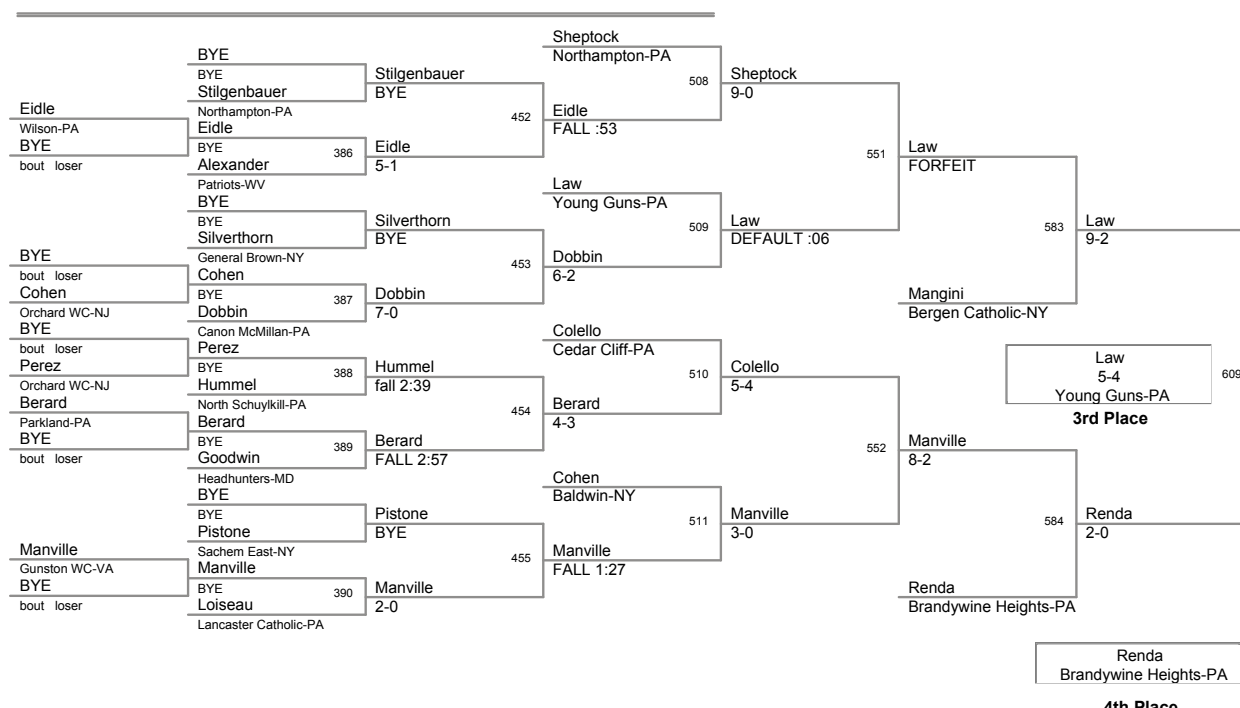 Eidle
Wilson-PA
BYE
bout loser
BYE
bout loser
Cohen
Orchard WC-NJ
BYE
bout loser
Perez
Orchard WC-NJ
Berard
Parkland-PA
BYE
bout loser
Manville
Gunston WC-VA
BYE
bout loser
BYE
BYE
Stilgenbauer
Northampton-PA
Eidle
BYE
386
Alexander
Patriots-WV
BYE
BYE
Silverthorn
General Brown-NY
Cohen
BYE
387
Dobbin
Canon McMillan-PA
Perez
BYE
388
Hummel
North Schuylkill-PA
Berard
BYE
389
Goodwin
Headhunters-MD
BYE
BYE
Pistone
Sachem East-NY
Manville
BYE
390
Loiseau
Lancaster Catholic-PA
Stilgenbauer
BYE
452
Eidle
5-1
Silverthorn
BYE
453
Dobbin
7-0
Hummel
fall 2:39
454
Berard
FALL 2:57
Pistone
BYE
455
Manville
2-0
Sheptock
Northampton-PA
508
Eidle
FALL :53
Law
Young Guns-PA
509
Dobbin
6-2
Colello
Cedar Cliff-PA
510
Berard
4-3
Cohen
Baldwin-NY
511
Manville
FALL 1:27
Sheptock
9-0
551
Law
DEFAULT :06
Colello
5-4
552
Manville
3-0
Law
FORFEIT
583
Mangini
Bergen Catholic-NY
Manville
8-2
584
Renda
Brandywine Heights-PA
Law
9-2
Law
5-4
Young Guns-PA
609
3rd Place
Renda
2-0
Renda
Brandywine Heights-PA
4th Place